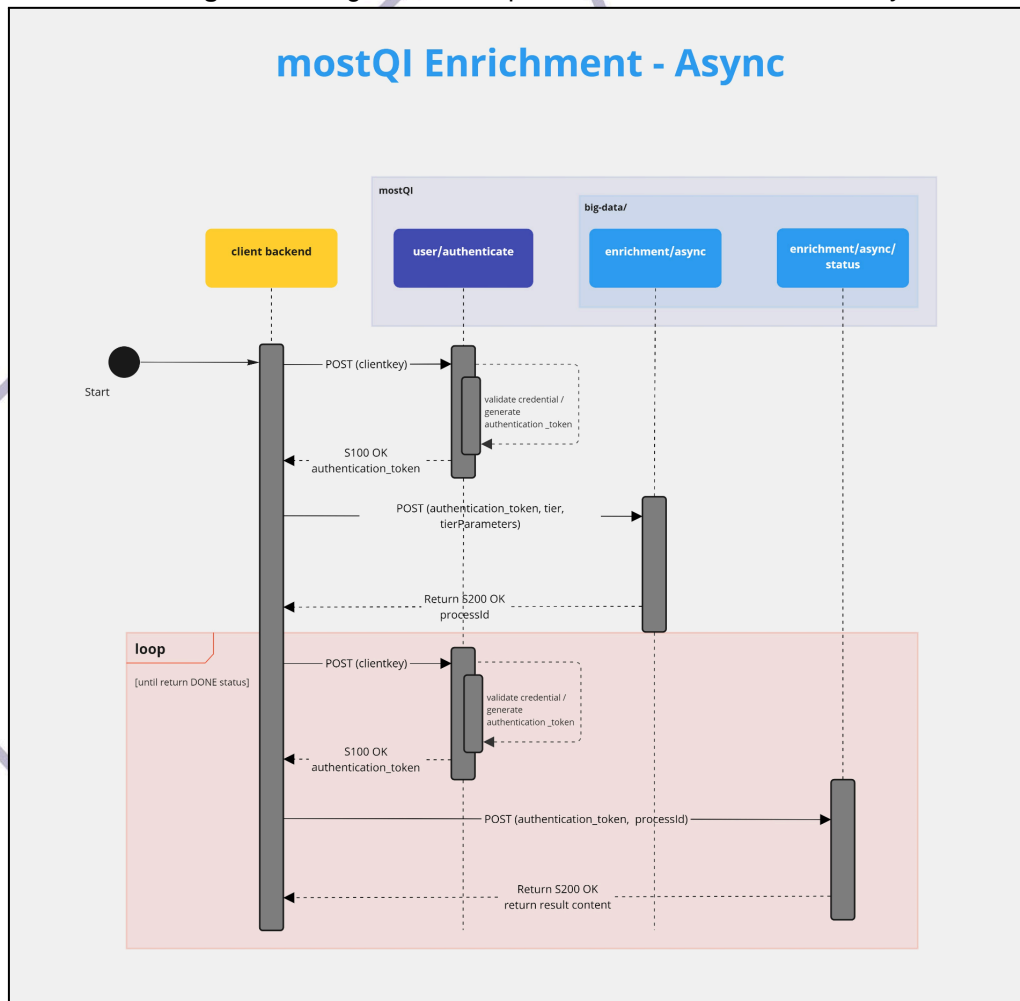 mostQI Enrichment - Async
mostQI
big-data/
client backend
user/authenticate
enrichment/async
enrichment/async/
status
Start
POST (clientkey)
validate credential /
generate
authentication _token
S100 OK
authentication_token
POST (authentication_token, tier,
tierParameters)
Return S200 OK
processId
loop
[until return DONE status]
POST (clientkey)
validate credential /
generate
authentication _token
S100 OK
authentication_token
POST (authentication_token, processId)
Return S200 OK
return result content